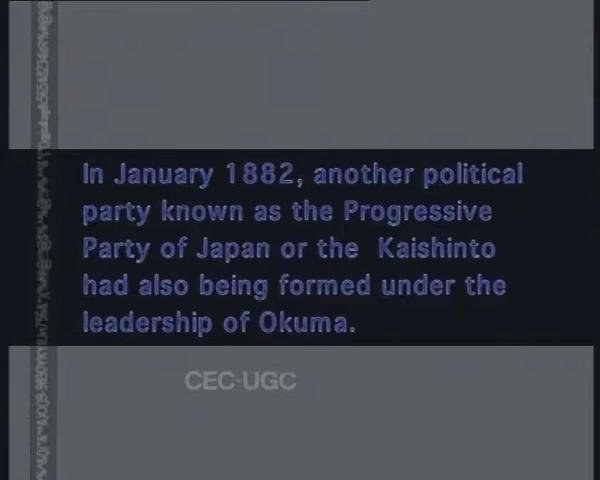 In January 1882, another political
party known as the Progressive
Party of Japan or the Kaishinto
had also being formed under the
leadership of Okuma.
CEC-UGC